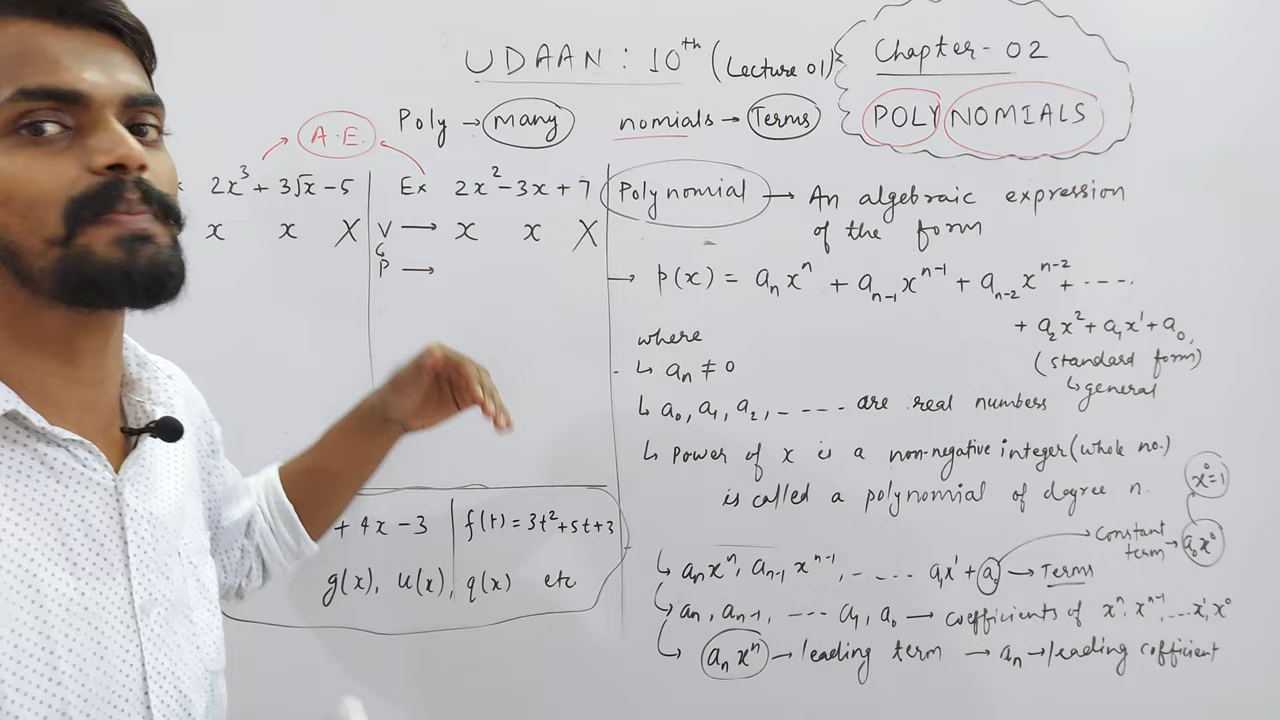 UDAAN : 10th (Lecture 01)
Chapter - 02
POLYNOMIALS
Poly → Many nomials → Terms
A.E.
2x³ + 3√x - 5
x x X
Ex 2x² - 3x + 7
V → x x X
P →
Polynomial → An algebraic expression
of the form
→ p(x) = aₙxⁿ + aₙ₋₁xⁿ⁻¹ + aₙ₋₂xⁿ⁻² + - - - -
+ a₂x² + a₁x¹ + a₀,
(standard form)
↳ general
where
↳ aₙ ≠ 0
↳ a₀, a₁, a₂, - - - - - are real numbers
↳ Power of x is a non-negative integer (whole no.)
is called a polynomial of degree n.
x⁰=1
↳ aₙxⁿ, aₙ₋₁xⁿ⁻¹, - - - - - a₁x¹ + a₀ → Terms
Constant term → a₀x⁰
↳ aₙ, aₙ₋₁, - - - a₁, a₀ → coefficients of xⁿ, xⁿ⁻¹, ... x¹, x⁰
↳ aₙxⁿ → leading term → aₙ → leading cofficient
+ 4x - 3
f(t) = 3t² + 5t + 3
g(x), u(x), q(x) etc